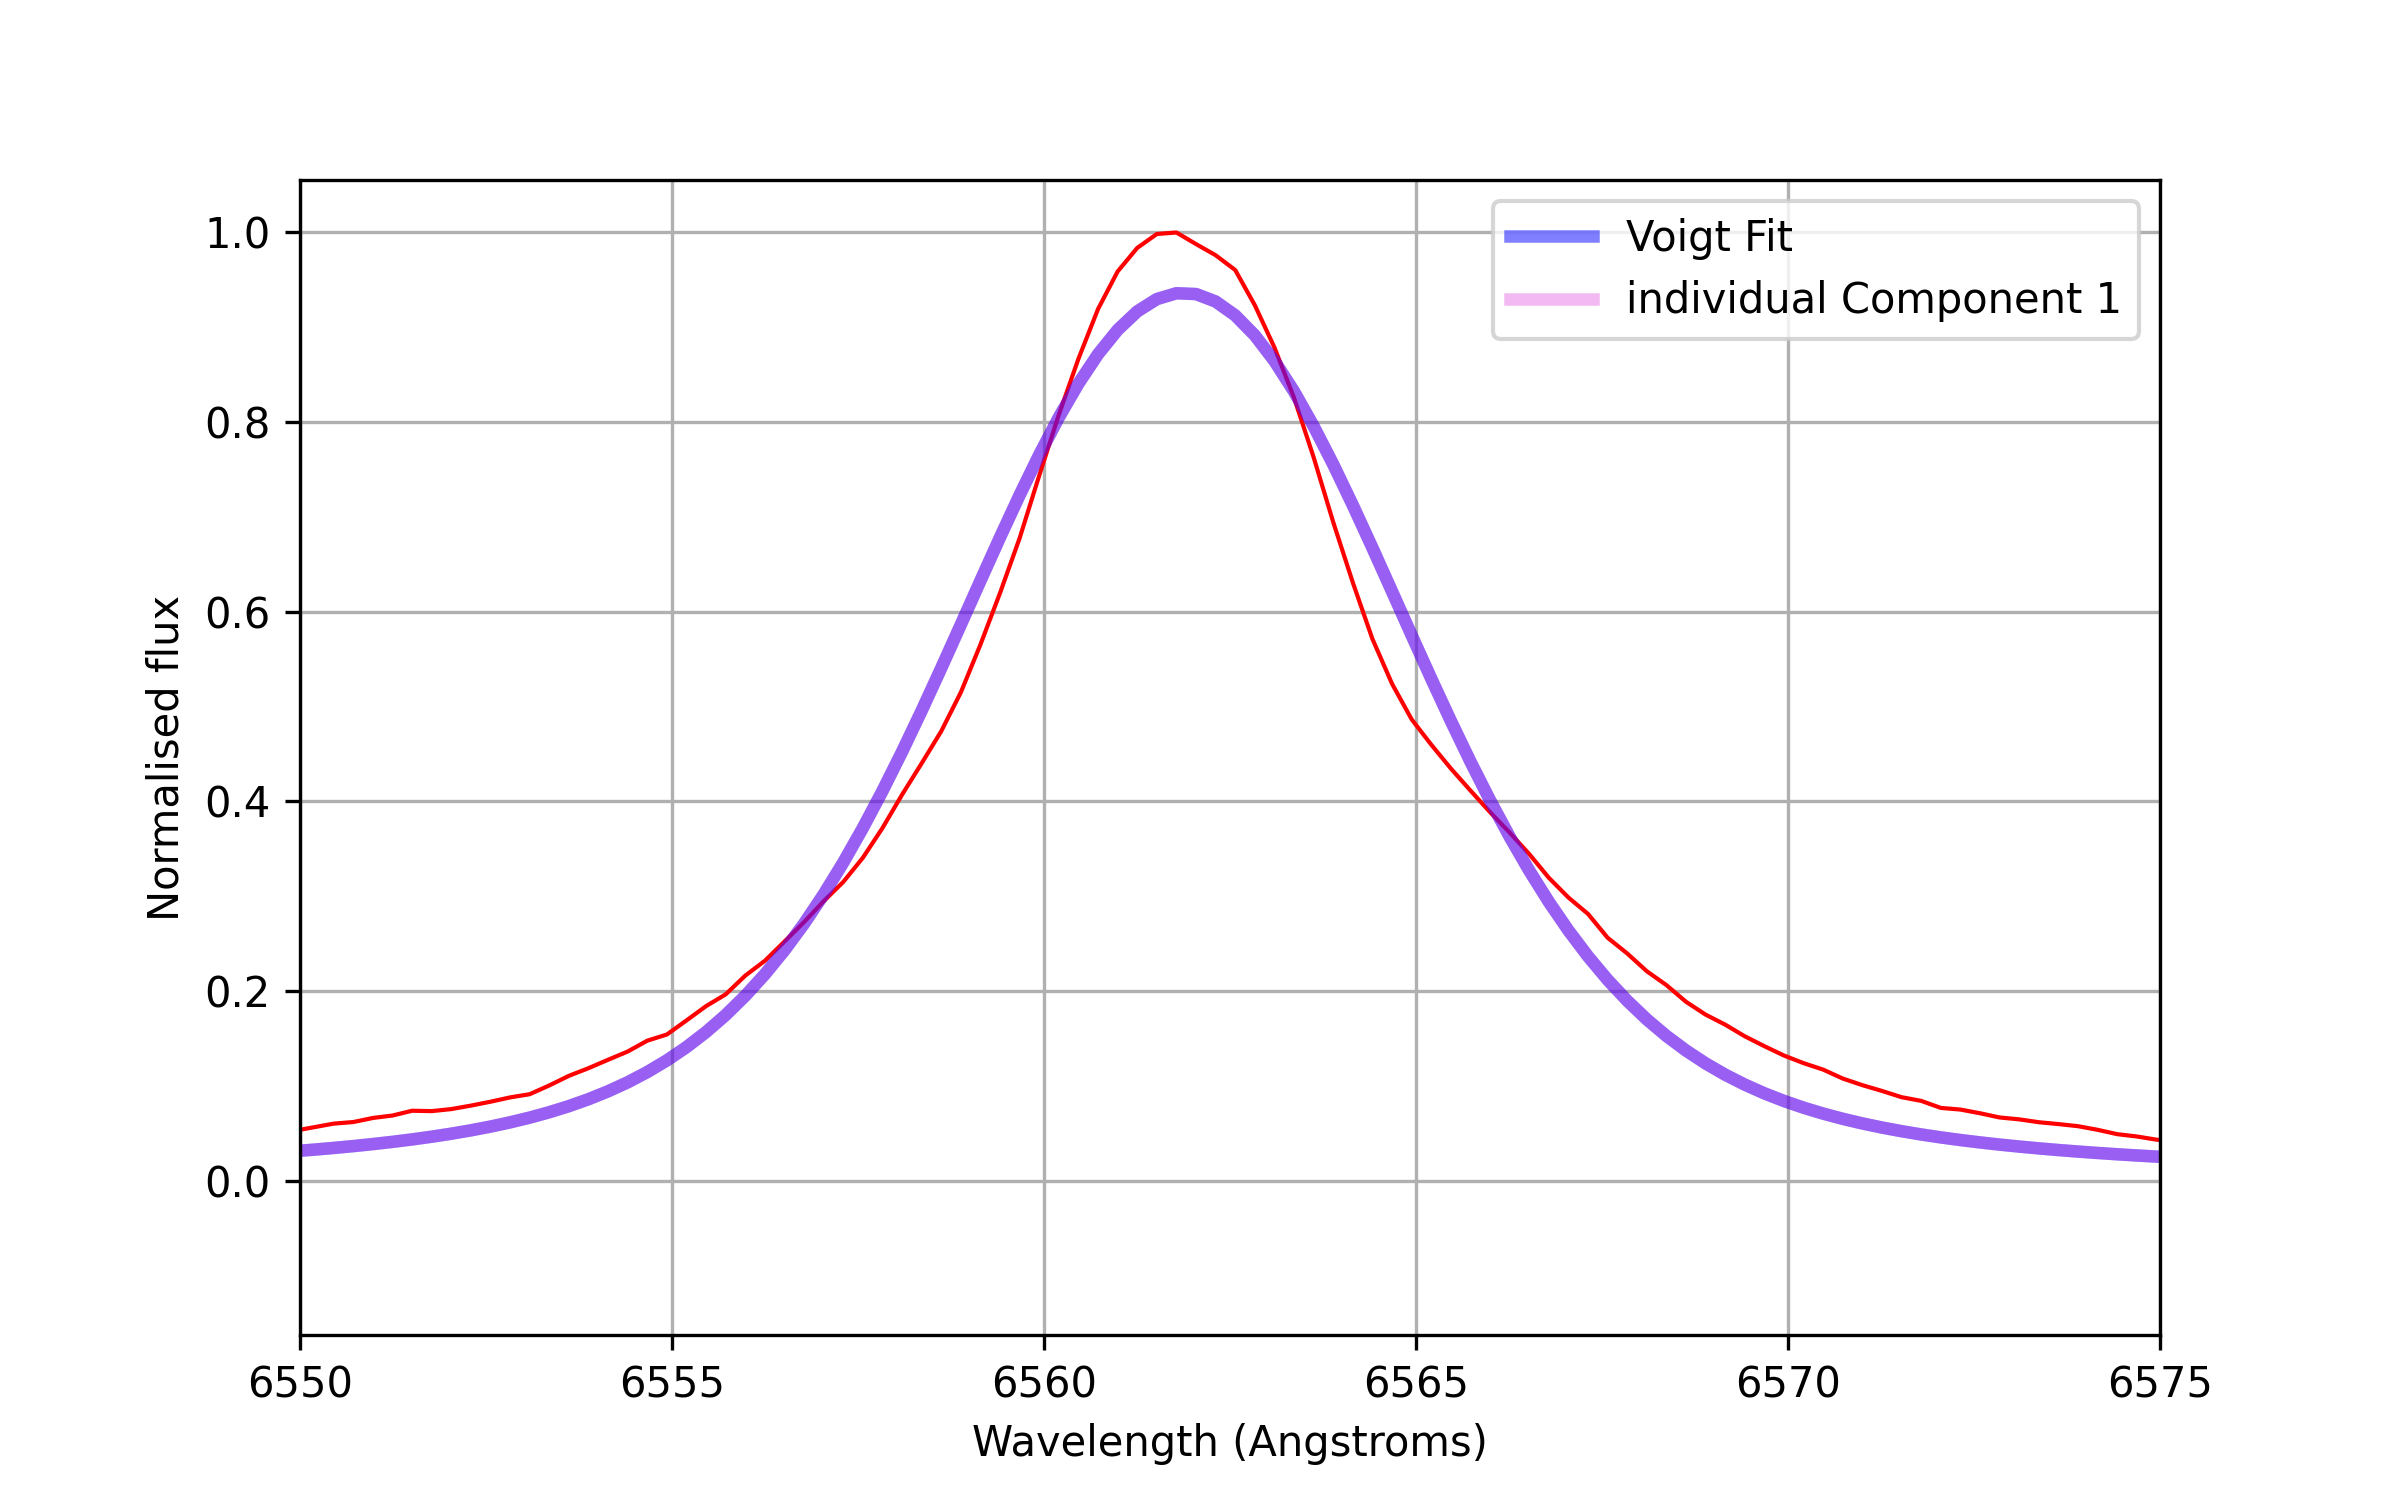 Voigt Fit
individual Component 1
1.0
0.8
0.6
0.4
0.2
0.0
Normalised flux
6550 6555 6560 6565 6570 6575
Wavelength (Angstroms)